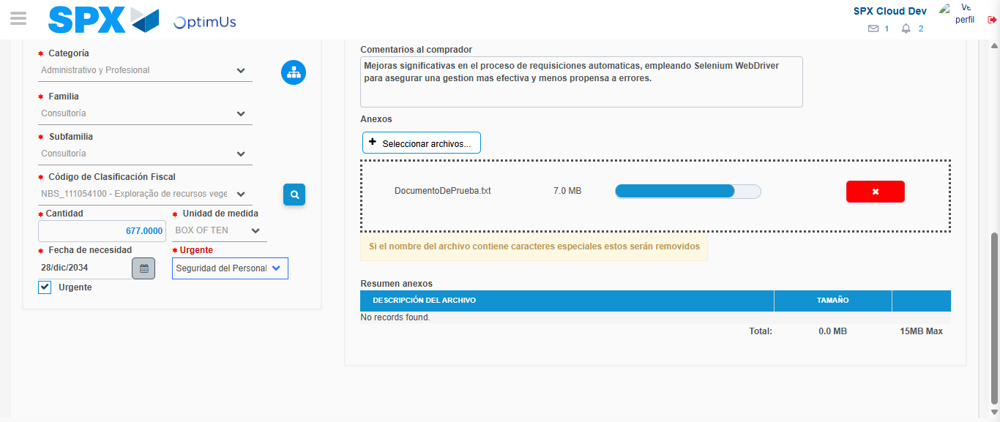 SPX
OptimUs
SPX Cloud Dev
1
2
perfil
* Categoría
Administrativo y Profesional
* Familia
Consultoría
* Subfamilia
Consultoría
* Código de Clasificación Fiscal
NBS_111054100 - Exploração de recursos vege
* Cantidad
* Unidad de medida
677.0000
BOX OF TEN
* Fecha de necesidad
* Urgente
28/dic/2034
Seguridad del Personal
Urgente
Comentarios al comprador
Mejoras significativas en el proceso de requisiciones automaticas, empleando Selenium WebDriver
para asegurar una gestion mas efectiva y menos propensa a errores.
Anexos
+ Seleccionar archivos...
DocumentoDePrueba.txt
7.0 MB
Si el nombre del archivo contiene caracteres especiales estos serán removidos
Resumen anexos
DESCRIPCIÓN DEL ARCHIVO
TAMAÑO
No records found.
Total:
0.0 MB
15MB Max